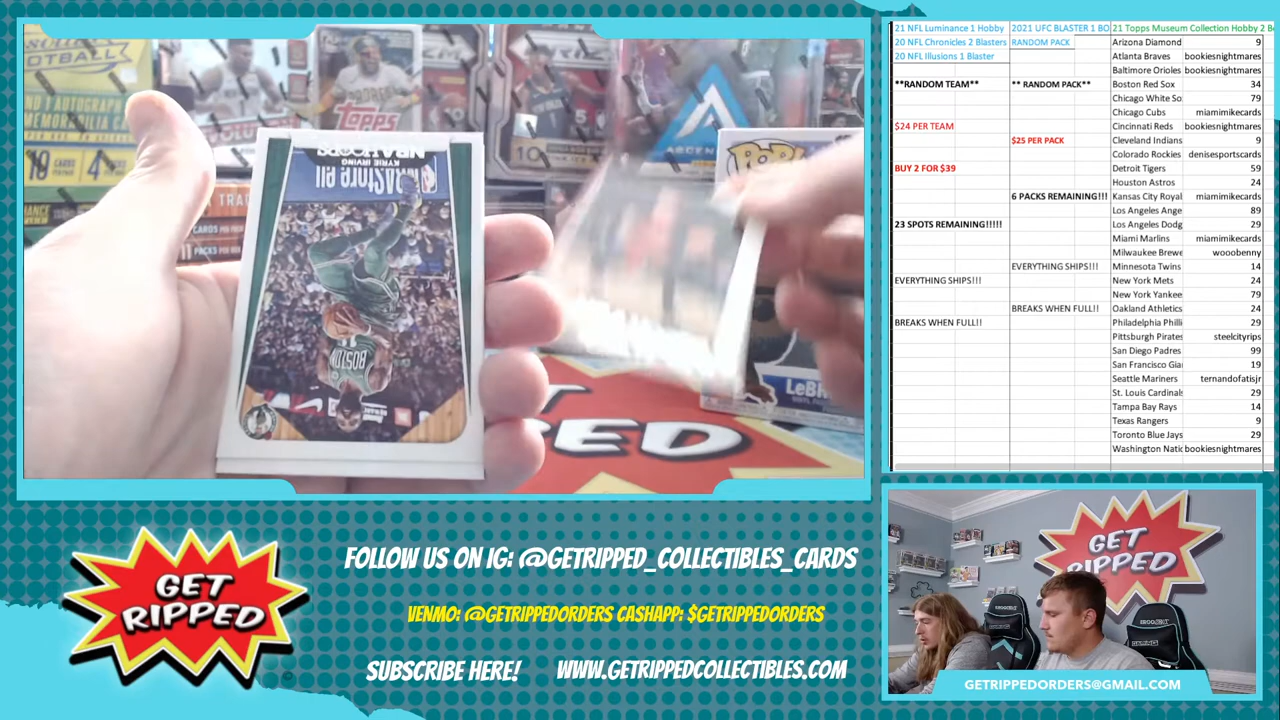 FOOTBALL
Topps
ASCEN
NBA HOOPS
KYRIE IRVING
BOSTON
11
LeBR
GET
RIPPED
FOLLOW US ON IG: @GETRIPPED_COLLECTIBLES_CARDS
VENMO: @GETRIPPEDORDERS CASHAPP: $GETRIPPEDORDERS
SUBSCRIBE HERE! WWW.GETRIPPEDCOLLECTIBLES.COM
21 NFL Luminance 1 Hobby
20 NFL Chronicles 2 Blasters
20 NFL Illusions 1 Blaster
**RANDOM TEAM**
$24 PER TEAM
BUY 2 FOR $39
23 SPOTS REMAINING!!!!!
EVERYTHING SHIPS!!!
BREAKS WHEN FULL!!
2021 UFC BLASTER 1 BO
RANDOM PACK
** RANDOM PACK**
$25 PER PACK
6 PACKS REMAINING!!!
EVERYTHING SHIPS!!!
BREAKS WHEN FULL!!
21 Topps Museum Collection Hobby 2 B
Arizona Diamond 9
Atlanta Braves bookiesnightmares
Baltimore Orioles bookiesnightmares
Boston Red Sox 34
Chicago White So 79
Chicago Cubs miamimikecards
Cincinnati Reds bookiesnightmares
Cleveland Indians 9
Colorado Rockies denisesportscards
Detroit Tigers 59
Houston Astros 24
Kansas City Royal miamimikecards
Los Angeles Ange 89
Los Angeles Dodg 29
Miami Marlins miamimikecards
Milwaukee Brewe wooobenny
Minnesota Twins 14
New York Mets 24
New York Yankee 79
Oakland Athletics 24
Philadelphia Philli 29
Pittsburgh Pirates steelcityrips
San Diego Padres 99
San Francisco Gia 19
Seattle Mariners ternandofatisjr
St. Louis Cardinals 29
Tampa Bay Rays 14
Texas Rangers 9
Toronto Blue Jays 29
Washington Natic bookiesnightmares
GET
RIPPED
GETRIPPEDORDERS@GMAIL.COM